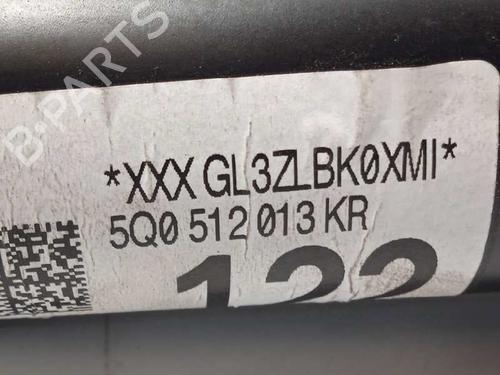 B-PARTS
*XXX GL3ZLBK0XMI*
5Q0 512 013 KR
122